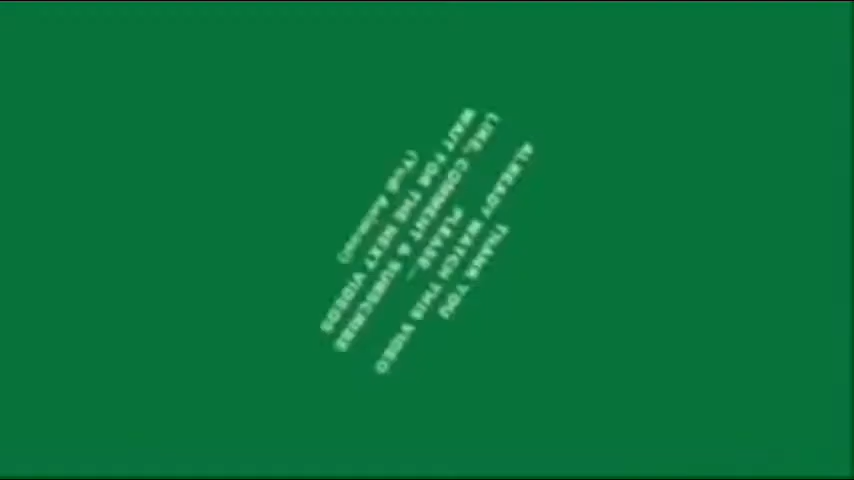 THANK YOU
ALREADY WATCH THIS VIDEO
PLEASE..
LIKE, COMMENT & SUBSCRIBE
WAIT FOR THE NEXT VIDEOS